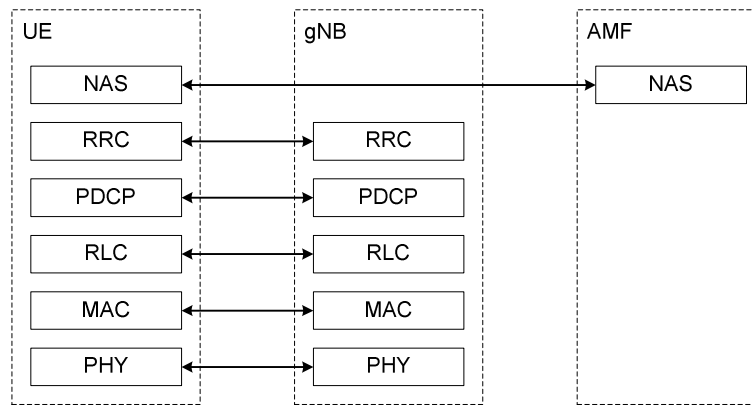 UE
gNB
AMF
NAS
NAS
RRC
RRC
PDCP
PDCP
RLC
RLC
MAC
MAC
PHY
PHY